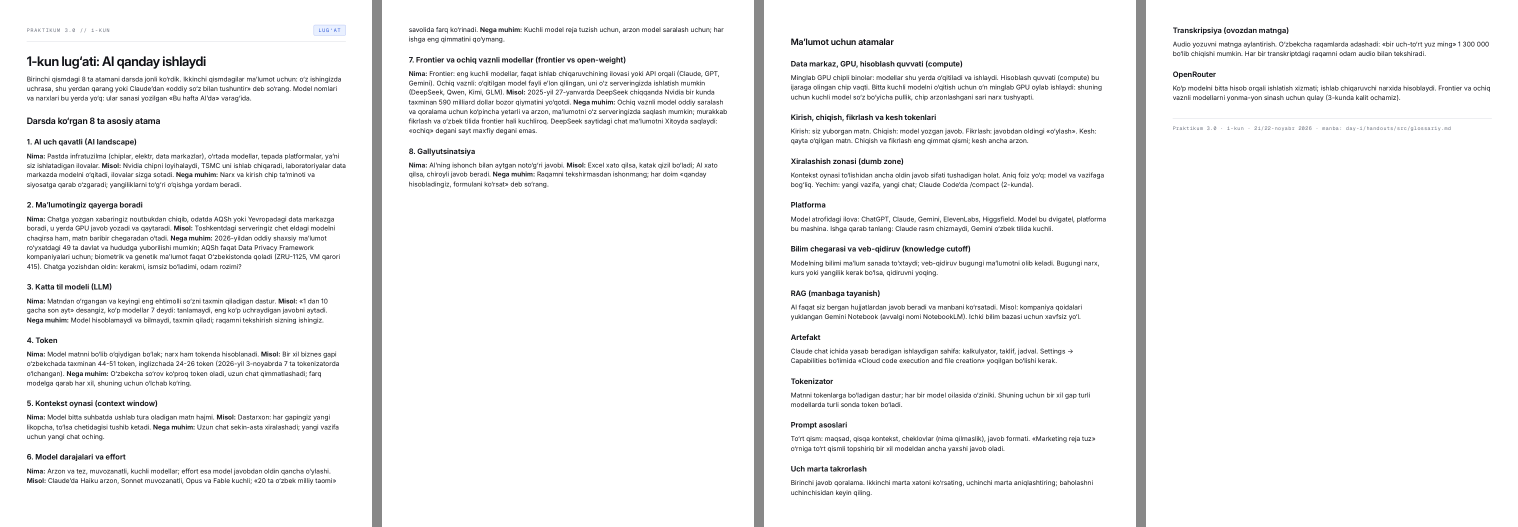 PRAKTIKUM 3.0 // 1-KUN
LUG'AT
1-kun lug‘ati: AI qanday ishlaydi
Birinchi qismdagi 8 ta atamani darsda jonli ko‘rdik. Ikkinchi qismdagilar ma’lumot uchun: o‘z ishingizda
uchrasa, shu yerdan qarang yoki Claude’dan «oddiy so‘z bilan tushuntir» deb so‘rang. Model nomlari
va narxlari bu yerda yo‘q: ular sanasi yozilgan «Bu hafta AI’da» varag‘ida.
Darsda ko‘rgan 8 ta asosiy atama
1. AI uch qavatli (AI landscape)
Nima: Pastda infratuzilma (chiplar, elektr, data markazlar), o‘rtada modellar, tepada platformalar, ya’ni
siz ishlatadigan ilovalar. Misol: Nvidia chipni loyihalaydi, TSMC uni ishlab chiqaradi, laboratoriyalar data
markazda modelni o‘qitadi, ilovalar sizga sotadi. Nega muhim: Narx va kirish chip ta’minoti va
siyosatga qarab o‘zgaradi; yangiliklarni to‘g‘ri o‘qishga yordam beradi.
2. Ma’lumotingiz qayerga boradi
Nima: Chatga yozgan xabaringiz noutbukdan chiqib, odatda AQSh yoki Yevropadagi data markazga
boradi, u yerda GPU javob yozadi va qaytaradi. Misol: Toshkentdagi serveringiz chet eldagi modelni
chaqirsa ham, matn baribir chegaradan o‘tadi. Nega muhim: 2026-yildan oddiy shaxsiy ma’lumot
ro‘yxatdagi 49 ta davlat va hududga yuborilishi mumkin; AQSh faqat Data Privacy Framework
kompaniyalari uchun; biometrik va genetik ma’lumot faqat O‘zbekistonda qoladi (ZRU-1125, VM qarori
415). Chatga yozishdan oldin: kerakmi, ismsiz bo‘ladimi, odam rozimi?
3. Katta til modeli (LLM)
Nima: Matndan o‘rgangan va keyingi eng ehtimolli so‘zni taxmin qiladigan dastur. Misol: «1 dan 10
gacha son ayt» desangiz, ko‘p modellar 7 deydi: tanlamaydi, eng ko‘p uchraydigan javobni aytadi.
Nega muhim: Model hisoblamaydi va bilmaydi, taxmin qiladi; raqamni tekshirish sizning ishingiz.
4. Token
Nima: Model matnni bo‘lib o‘qiydigan bo‘lak; narx ham tokenda hisoblanadi. Misol: Bir xil biznes gapi
o‘zbekchada taxminan 44-51 token, inglizchada 24-26 token (2026-yil 3-noyabrda 7 ta tokenizatorda
o‘lchangan). Nega muhim: O‘zbekcha so‘rov ko‘proq token oladi, uzun chat qimmatlashadi; farq
modelga qarab har xil, shuning uchun o‘lchab ko‘ring.
5. Kontekst oynasi (context window)
Nima: Model bitta suhbatda ushlab tura oladigan matn hajmi. Misol: Dastarxon: har gapingiz yangi
likopcha, to‘lsa chetidagisi tushib ketadi. Nega muhim: Uzun chat sekin-asta xiralashadi; yangi vazifa
uchun yangi chat oching.
6. Model darajalari va effort
Nima: Arzon va tez, muvozanatli, kuchli modellar; effort esa model javobdan oldin qancha o‘ylashi.
Misol: Claude’da Haiku arzon, Sonnet muvozanatli, Opus va Fable kuchli; «20 ta o‘zbek milliy taomi»
savolida farq ko‘rinadi. Nega muhim: Kuchli model reja tuzish uchun, arzon model saralash uchun; har
ishga eng qimmatini qo‘ymang.
7. Frontier va ochiq vaznli modellar (frontier vs open-weight)
Nima: Frontier: eng kuchli modellar, faqat ishlab chiqaruvchining ilovasi yoki API orqali (Claude, GPT,
Gemini). Ochiq vaznli: o‘qitilgan model fayli e’lon qilingan, uni o‘z serveringizda ishlatish mumkin
(DeepSeek, Qwen, Kimi, GLM). Misol: 2025-yil 27-yanvarda DeepSeek chiqqanda Nvidia bir kunda
taxminan 590 milliard dollar bozor qiymatini yo‘qotdi. Nega muhim: Ochiq vaznli model oddiy saralash
va qoralama uchun ko‘pincha yetarli va arzon, ma’lumotni o‘z serveringizda saqlash mumkin; murakkab
fikrlash va o‘zbek tilida frontier hali kuchliroq. DeepSeek saytidagi chat ma’lumotni Xitoyda saqlaydi:
«ochiq» degani sayt maxfiy degani emas.
8. Gallyutsinatsiya
Nima: AI’ning ishonch bilan aytgan noto‘g‘ri javobi. Misol: Excel xato qilsa, katak qizil bo‘ladi; AI xato
qilsa, chiroyli javob beradi. Nega muhim: Raqamni tekshirmasdan ishonmang; har doim «qanday
hisobladingiz, formulani ko‘rsat» deb so‘rang.
Ma’lumot uchun atamalar
Data markaz, GPU, hisoblash quvvati (compute)
Minglab GPU chipli binolar: modellar shu yerda o‘qitiladi va ishlaydi. Hisoblash quvvati (compute) bu
ijaraga olingan chip vaqti. Bitta kuchli modelni o‘qitish uchun o‘n minglab GPU oylab ishlaydi: shuning
uchun kuchli model so‘z bo‘yicha pullik, chip arzonlashgani sari narx tushyapti.
Kirish, chiqish, fikrlash va kesh tokenlari
Kirish: siz yuborgan matn. Chiqish: model yozgan javob. Fikrlash: javobdan oldingi «o‘ylash». Kesh:
qayta o‘qilgan matn. Chiqish va fikrlash eng qimmat qismi; kesh ancha arzon.
Xiralashish zonasi (dumb zone)
Kontekst oynasi to‘lishidan ancha oldin javob sifati tushadigan holat. Aniq foiz yo‘q: model va vazifaga
bog‘liq. Yechim: yangi vazifa, yangi chat; Claude Code’da /compact (2-kunda).
Platforma
Model atrofidagi ilova: ChatGPT, Claude, Gemini, ElevenLabs, Higgsfield. Model bu dvigatel, platforma
bu mashina. Ishga qarab tanlang: Claude rasm chizmaydi, Gemini o‘zbek tilida kuchli.
Bilim chegarasi va veb-qidiruv (knowledge cutoff)
Modelning bilimi ma’lum sanada to‘xtaydi; veb-qidiruv bugungi ma’lumotni olib keladi. Bugungi narx,
kurs yoki yangilik kerak bo‘lsa, qidiruvni yoqing.
RAG (manbaga tayanish)
AI faqat siz bergan hujjatlardan javob beradi va manbani ko‘rsatadi. Misol: kompaniya qoidalari
yuklangan Gemini Notebook (avvalgi nomi NotebookLM). Ichki bilim bazasi uchun xavfsiz yo‘l.
Artefakt
Claude chat ichida yasab beradigan ishlaydigan sahifa: kalkulyator, taklif, jadval. Settings →
Capabilities bo‘limida «Cloud code execution and file creation» yoqilgan bo‘lishi kerak.
Tokenizator
Matnni tokenlarga bo‘ladigan dastur; har bir model oilasida o‘ziniki. Shuning uchun bir xil gap turli
modellarda turli sonda token bo‘ladi.
Prompt asoslari
To‘rt qism: maqsad, qisqa kontekst, cheklovlar (nima qilmaslik), javob formati. «Marketing reja tuz»
o‘rniga to‘rt qismli topshiriq bir xil modeldan ancha yaxshi javob oladi.
Uch marta takrorlash
Birinchi javob qoralama. Ikkinchi marta xatoni ko‘rsating, uchinchi marta aniqlashtiring; baholashni
uchinchisidan keyin qiling.
Transkripsiya (ovozdan matnga)
Audio yozuvni matnga aylantirish. O‘zbekcha raqamlarda adashadi: «bir uch-to‘rt yuz ming» 1 300 000
bo‘lib chiqishi mumkin. Har bir transkriptdagi raqamni odam audio bilan tekshiradi.
OpenRouter
Ko‘p modelni bitta hisob orqali ishlatish xizmati; ishlab chiqaruvchi narxida hisoblaydi. Frontier va ochiq
vaznli modellarni yonma-yon sinash uchun qulay (3-kunda kalit ochamiz).
Praktikum 3.0 · 1-kun · 21/22-noyabr 2026 · manba: day-1/handouts/src/glossariy.md